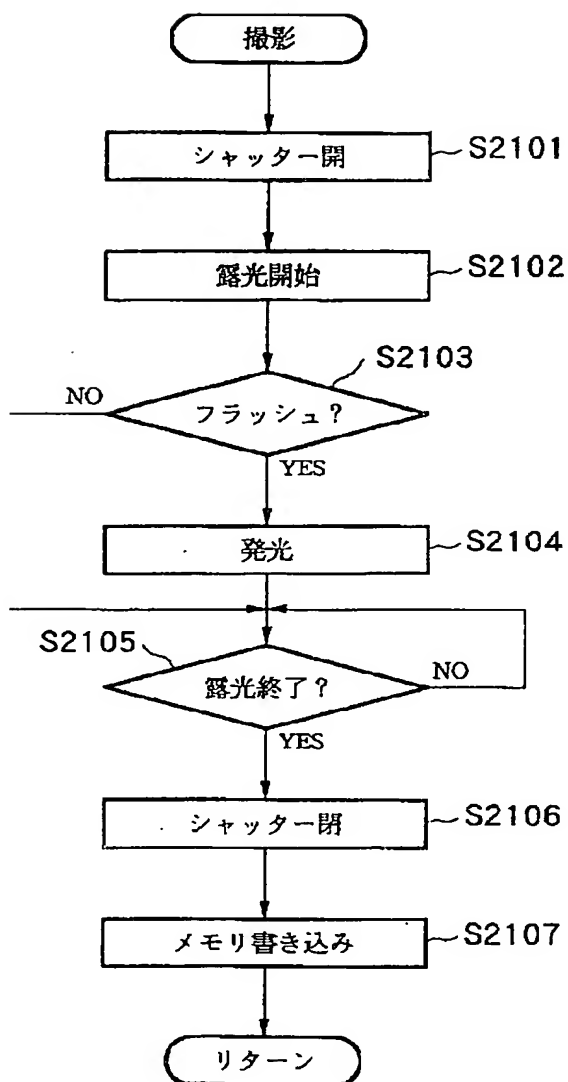 撮影
シャッター開
S2101
露光開始
S2102
S2103
フラッシュ?
NO
YES
発光
S2104
S2105
露光終了?
NO
YES
シャッター閉
S2106
メモリ書き込み
S2107
リターン